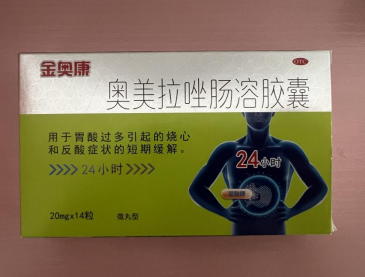 金奥康
OTC
奥美拉唑肠溶胶囊
用于胃酸过多引起的烧心
和反酸症状的短期缓解。
24小时
24小时
20mg×14粒
微丸型